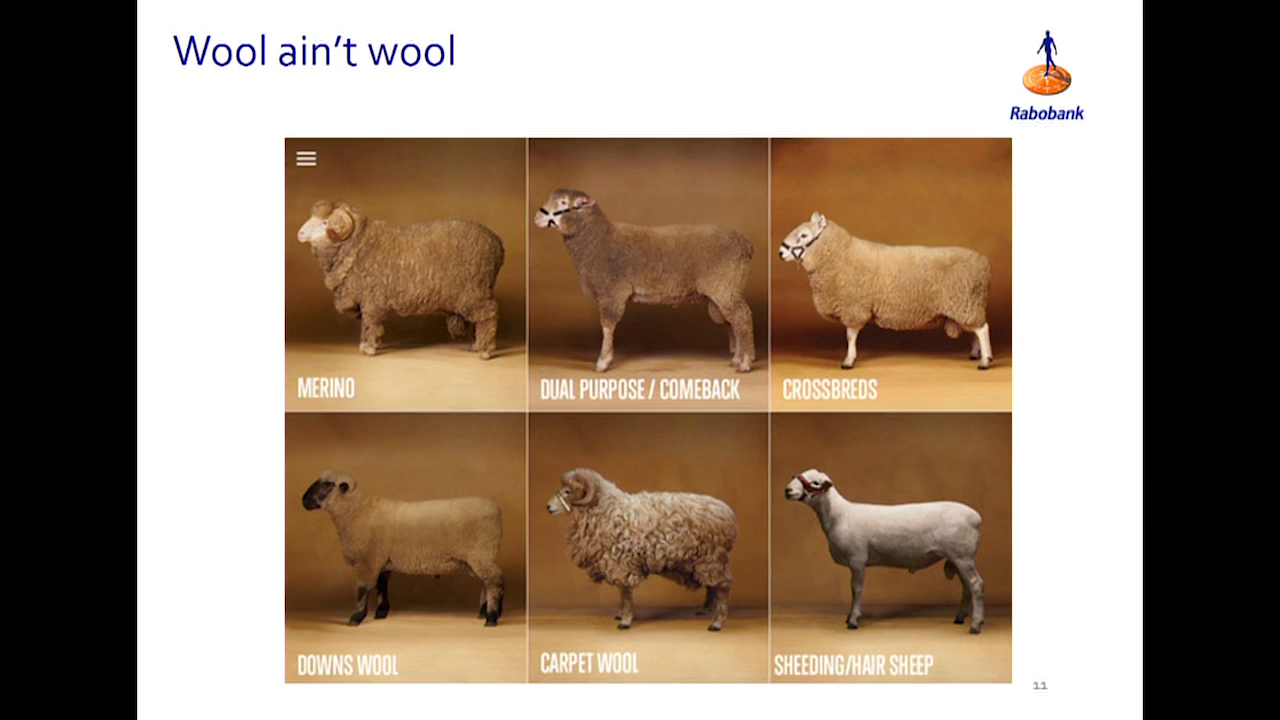 Wool ain't wool
Rabobank
MERINO
DUAL PURPOSE / COMEBACK
CROSSBREDS
DOWNS WOOL
CARPET WOOL
SHEEDING/HAIR SHEEP
11